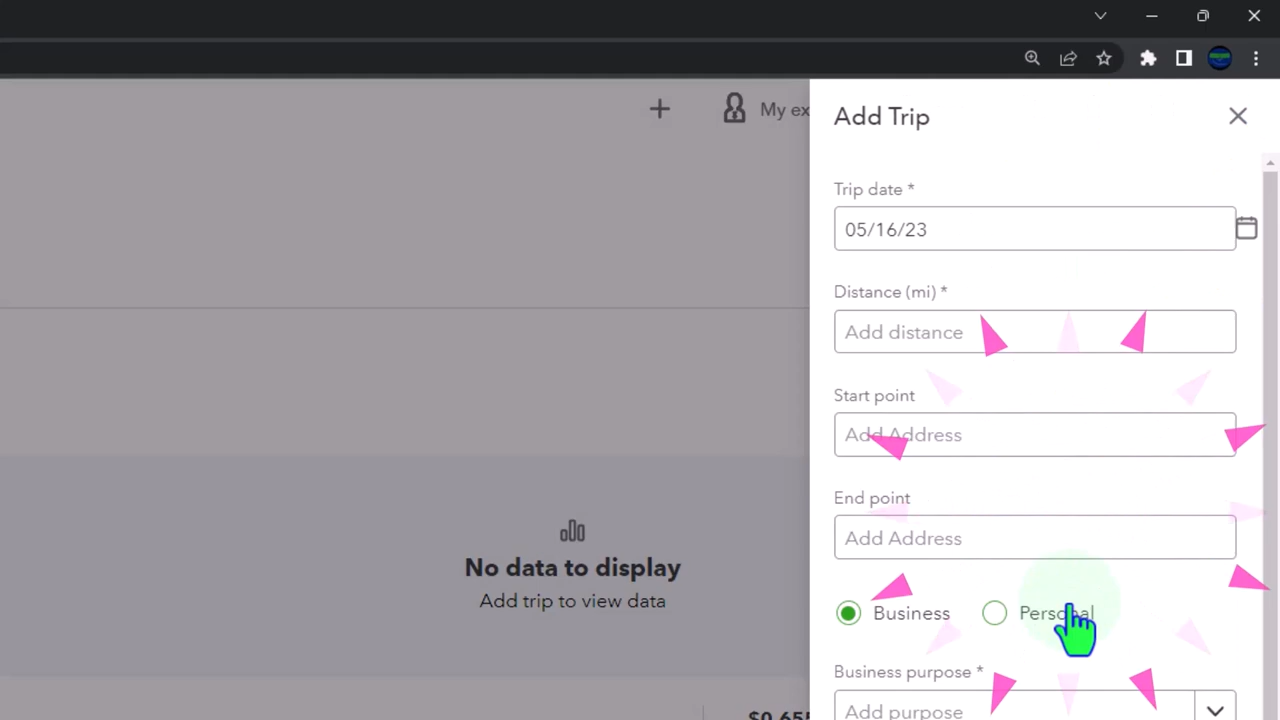 My ex
Add Trip
Trip date *
05/16/23
Distance (mi) *
Add distance
Start point
Add Address
End point
Add Address
No data to display
Add trip to view data
Business
Personal
Business purpose *
Add purpose